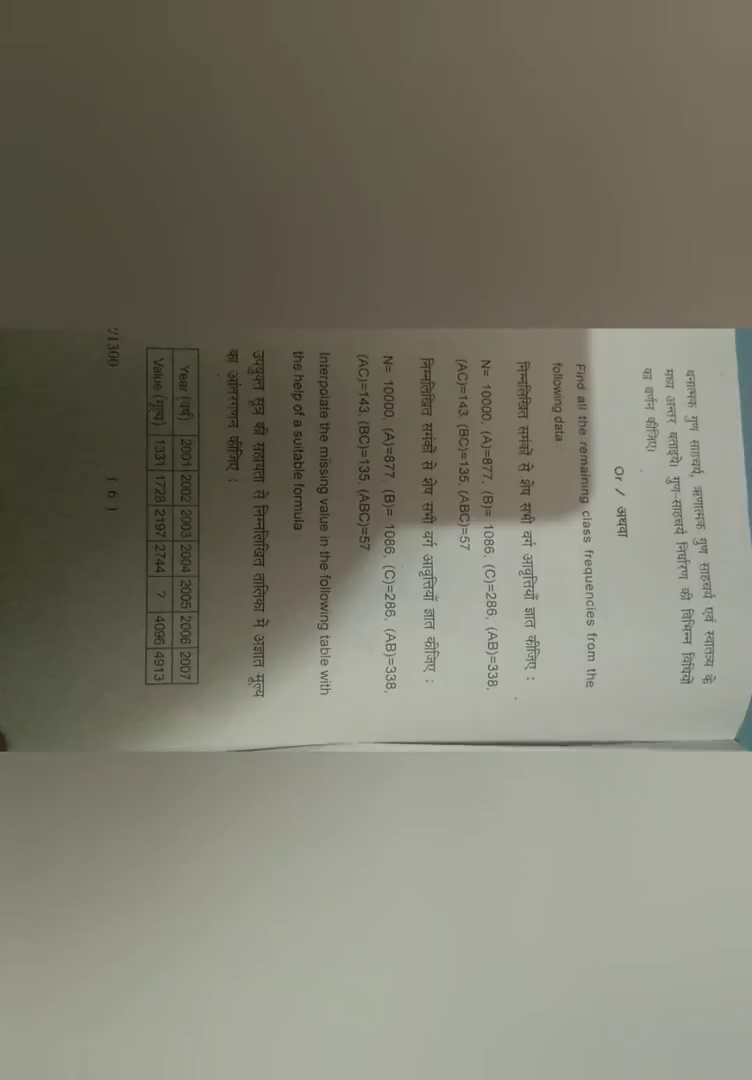 धनात्मक गुण साहचर्य, ऋणात्मक गुण साहचर्य एवं स्वातंत्र्य के
मध्य अन्तर बताइये। गुण-साहचर्य निर्धारण की विभिन्न विधियों
का वर्णन कीजिए।
Or / अथवा
Find all the remaining class frequencies from the
following data
निम्नलिखित समंकों से शेष सभी वर्ग आवृत्तियाँ ज्ञात कीजिए :
N= 10000, (A)=877, (B)= 1086, (C)=286, (AB)=338,
(AC)=143, (BC)=135, (ABC)=57
निम्नलिखित समंकों से शेष सभी वर्ग आवृत्तियाँ ज्ञात कीजिए :
N= 10000, (A)=877, (B)= 1086, (C)=286, (AB)=338,
(AC)=143, (BC)=135, (ABC)=57
Interpolate the missing value in the following table with
the help of a suitable formula :
उपयुक्त सूत्र की सहायता से निम्नलिखित तालिका में अज्ञात मूल्य
का आंतरगणन कीजिए :
Year (वर्ष) 2001 2002 2003 2004 2005 2006 2007
Value (मूल्य) 1331 1728 2197 2744 ? 4096 4913
/1300 ( 6 )